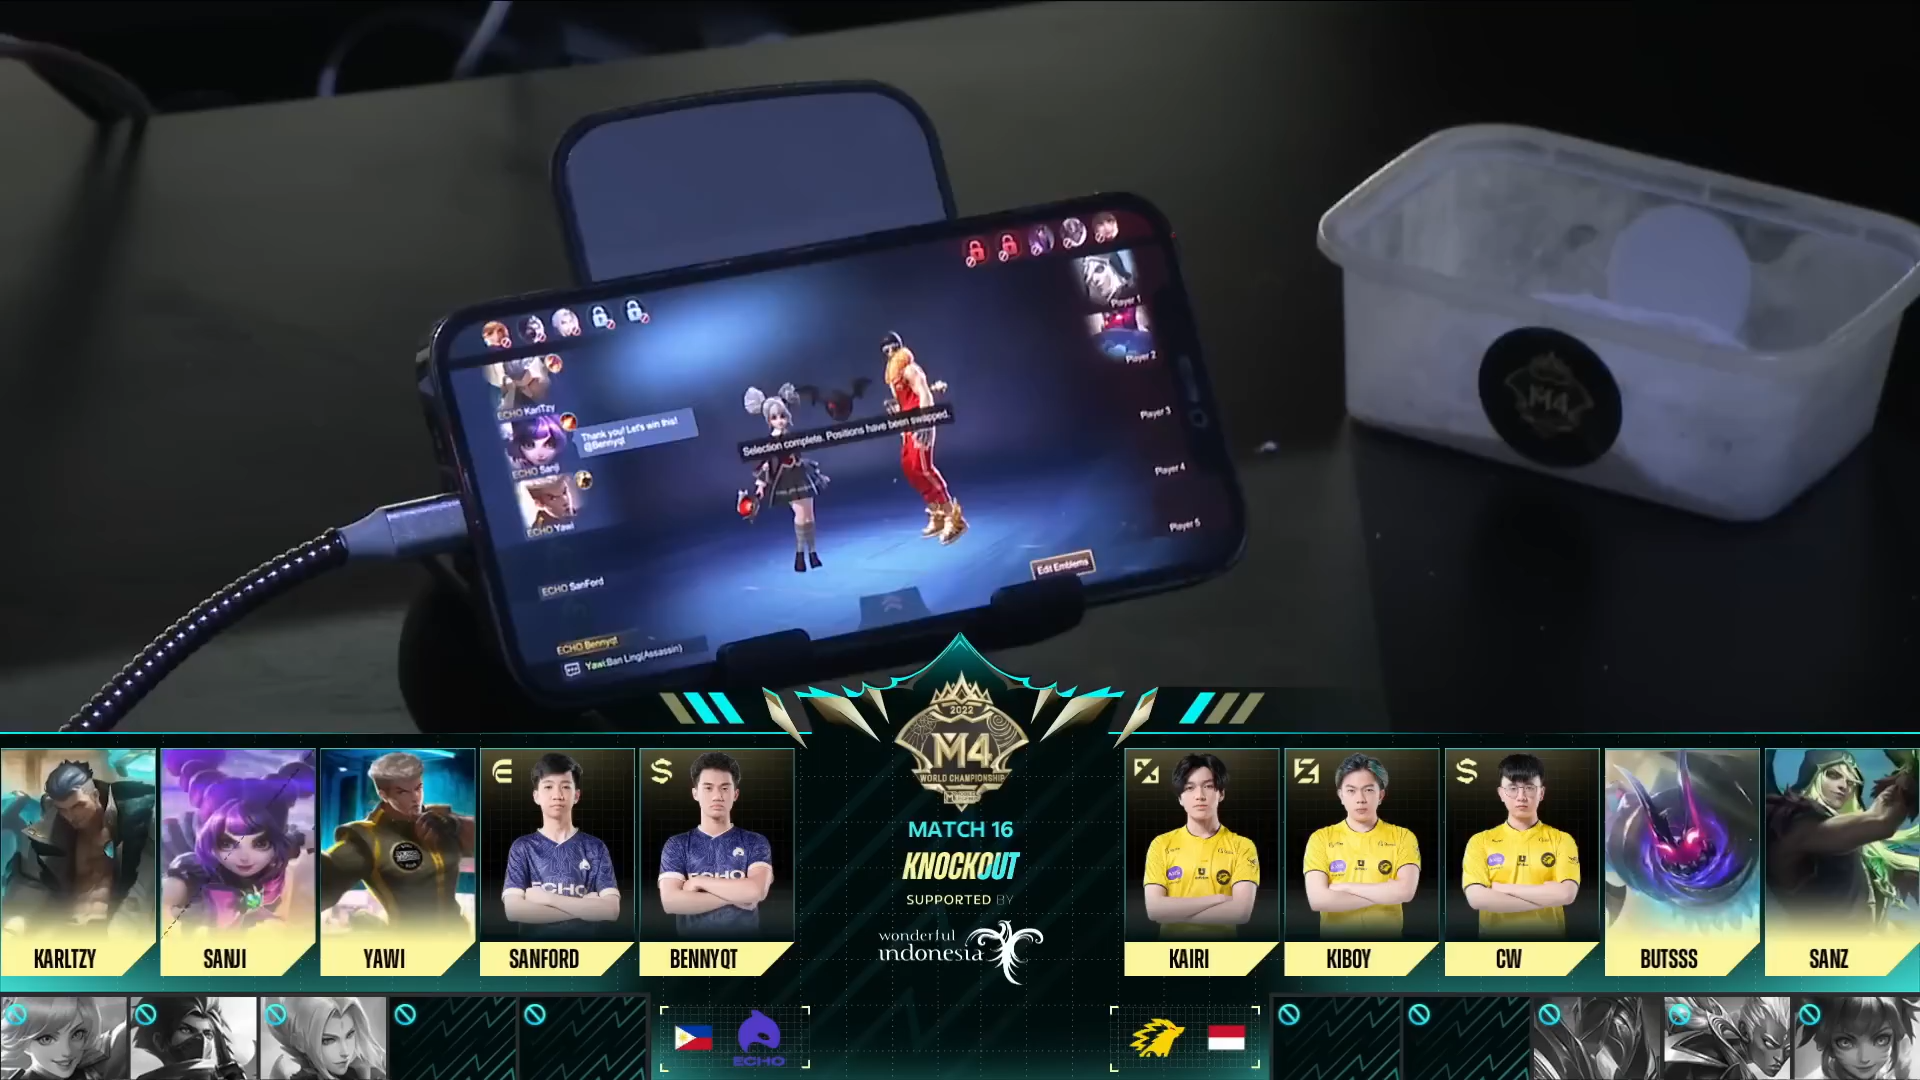 Player 1
Player 2
Player 3
Player 4
Player 5
ECHO KarlTzy
Thank you! Let's win this!
@Bennyqt
ECHO Sanji
ECHO Yawi
Selection complete. Positions have been swapped.
ECHO SanFord
Edit Emblems
ECHO Bennyqt
Yawi:Ban Ling(Assassin)
M4
2022
M4
WORLD CHAMPIONSHIP
MATCH 16
KNOCKOUT
SUPPORTED BY
wonderful
indonesia
KARLTZY
SANJI
YAWI
SANFORD
BENNYQT
KAIRI
KIBOY
CW
BUTSSS
SANZ
ECHO
ECHO
ECHO